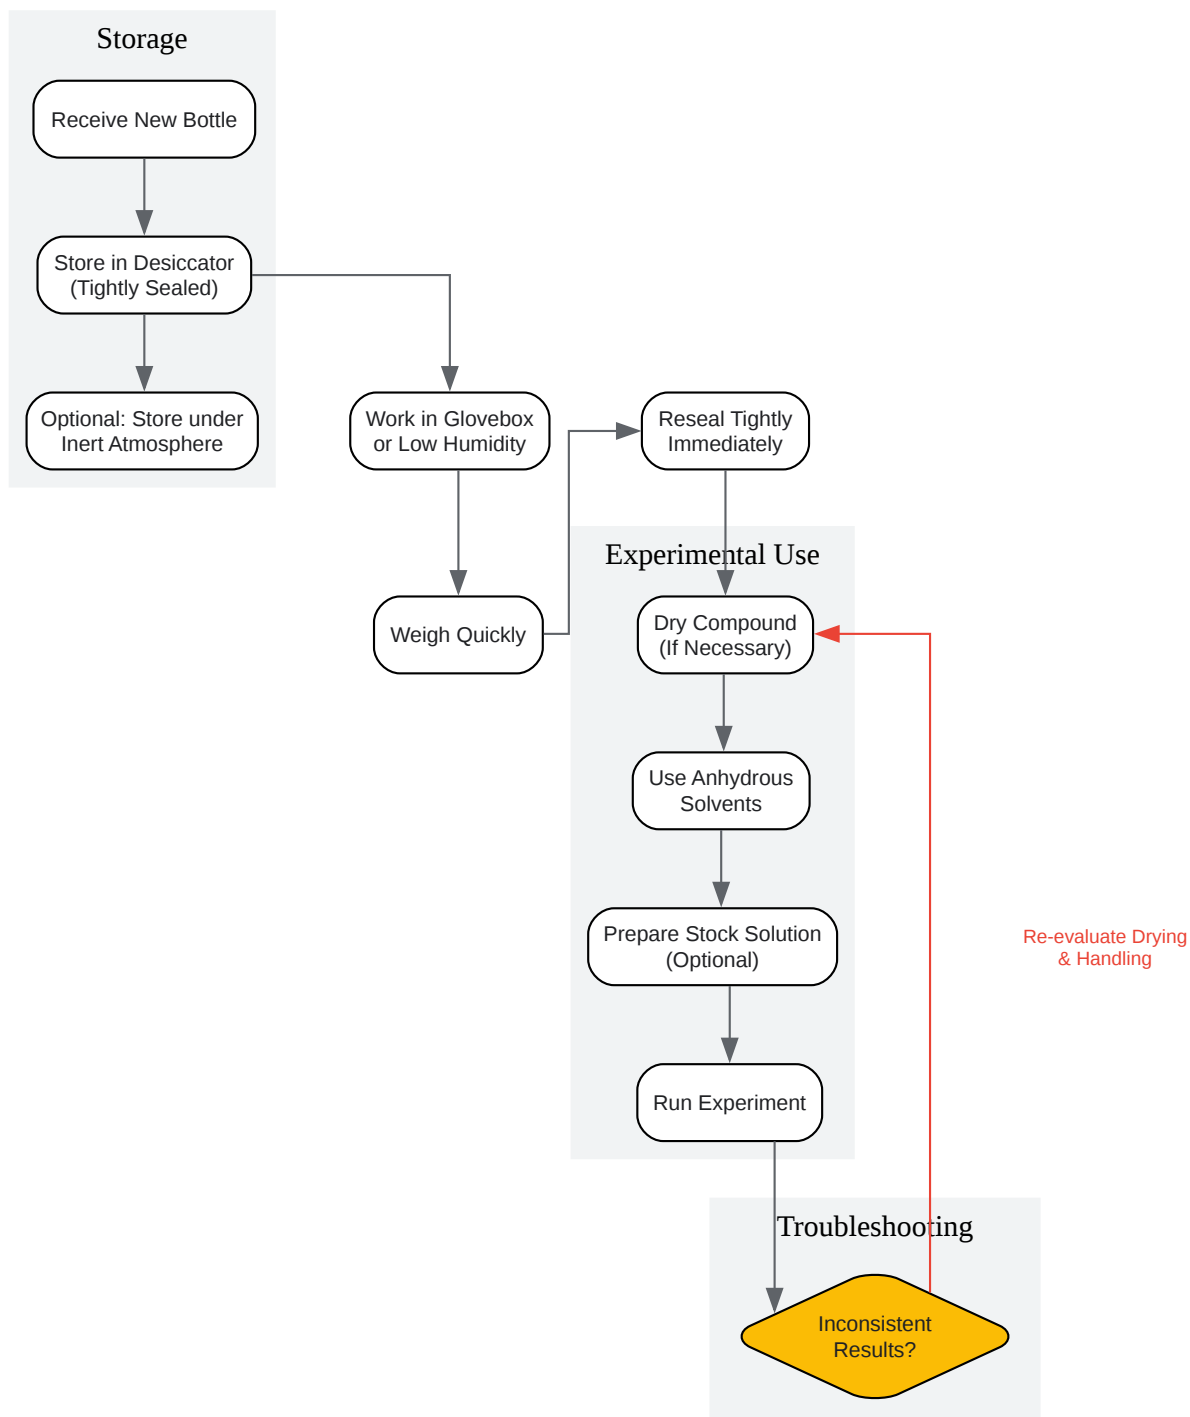 Storage
Receive New Bottle
Store in Desiccator
(Tightly Sealed)
Optional: Store under
Inert Atmosphere
Work in Glovebox
or Low Humidity
Reseal Tightly
Immediately
Weigh Quickly
Experimental Use
Dry Compound
(If Necessary)
Use Anhydrous
Solvents
Prepare Stock Solution
(Optional)
Re-evaluate Drying
& Handling
Run Experiment
Troubleshooting
Inconsistent
Results?